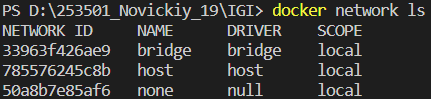 PS D:\253501_Novickiy_19\IGI> docker network ls
NETWORK ID NAME DRIVER SCOPE
33963f426ae9 bridge bridge local
785576245c8b host host local
50a8b7e85af6 none null local